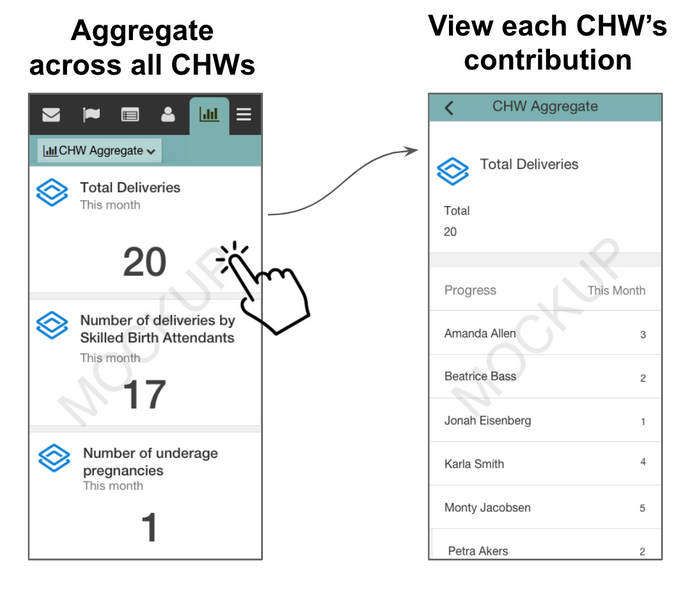 Aggregate
across all CHWs
View each CHW's
contribution
CHW Aggregate
Total Deliveries
This month
20
Number of deliveries by
Skilled Birth Attendants
This month
17
Number of underage
pregnancies
This month
1
MOCKUP
CHW Aggregate
Total Deliveries
Total
20
Progress This Month
Amanda Allen 3
Beatrice Bass 2
Jonah Eisenberg 1
Karla Smith 4
Monty Jacobsen 5
Petra Akers 2
MOCKUP